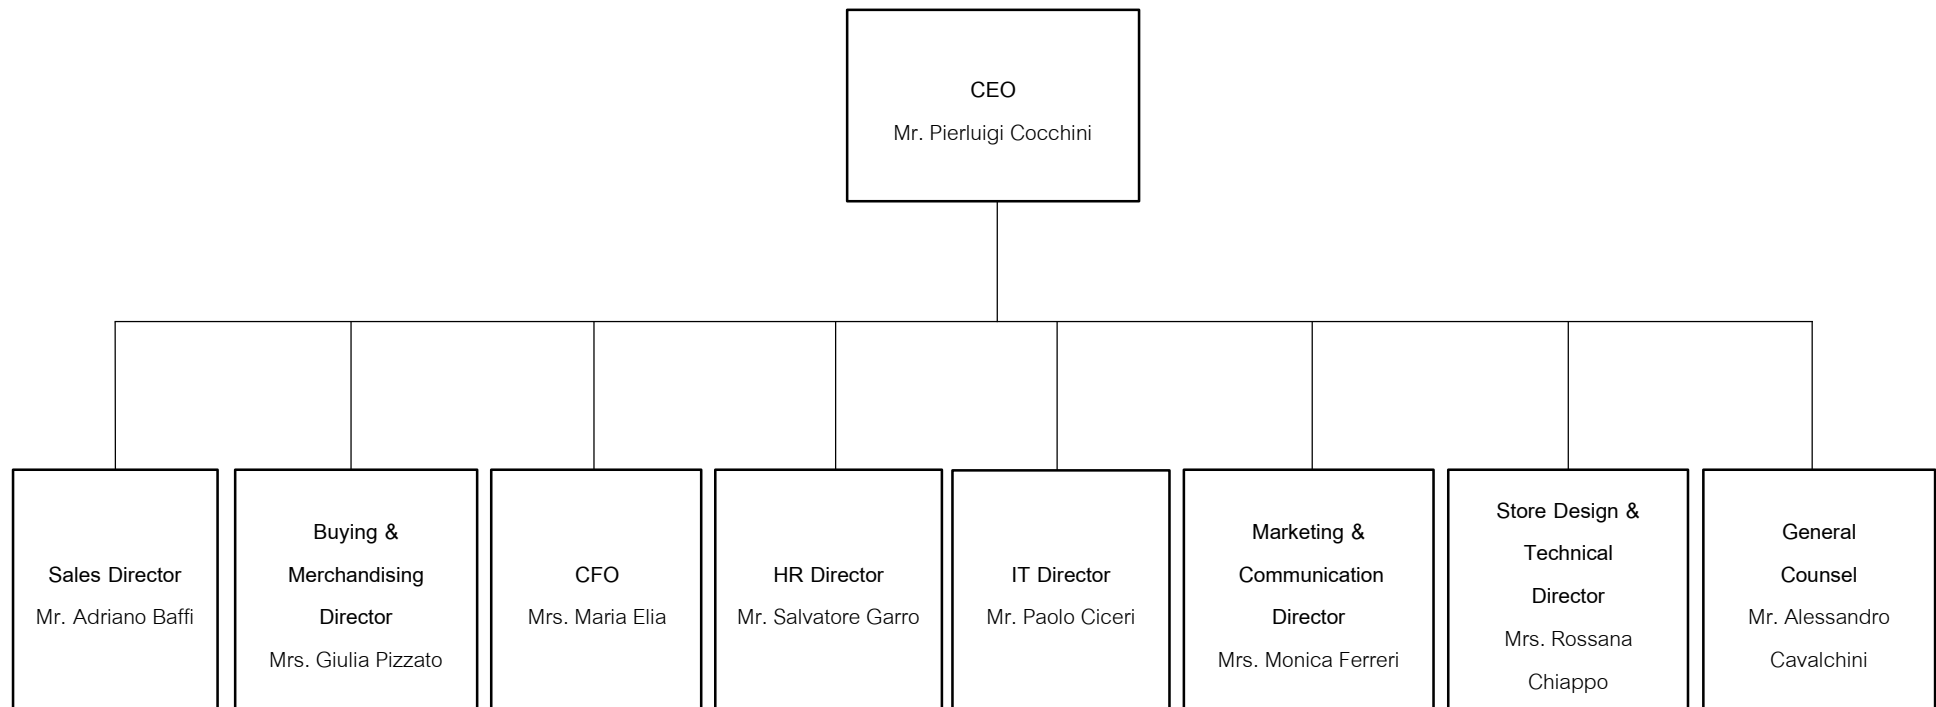 CEO
Mr. Pierluigi Cocchini
Sales Director
Mr. Adriano Baffi
Buying &
Merchandising
Director
Mrs. Giulia Pizzato
CFO
Mrs. Maria Elia
HR Director
Mr. Salvatore Garro
IT Director
Mr. Paolo Ciceri
Marketing &
Communication
Director
Mrs. Monica Ferreri
Store Design &
Technical
Director
Mrs. Rossana
Chiappo
General
Counsel
Mr. Alessandro
Cavalchini